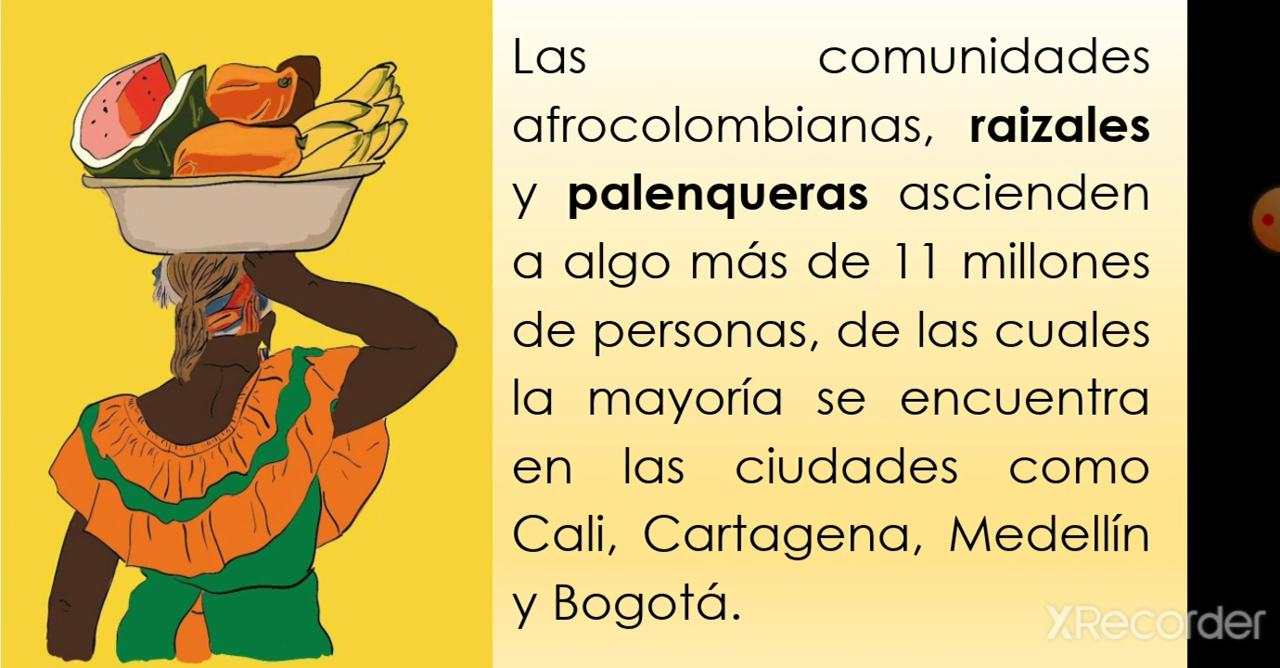 Las comunidades
afrocolombianas, raizales
y palenqueras ascienden
a algo más de 11 millones
de personas, de las cuales
la mayoría se encuentra
en las ciudades como
Cali, Cartagena, Medellín
y Bogotá.
XRecorder